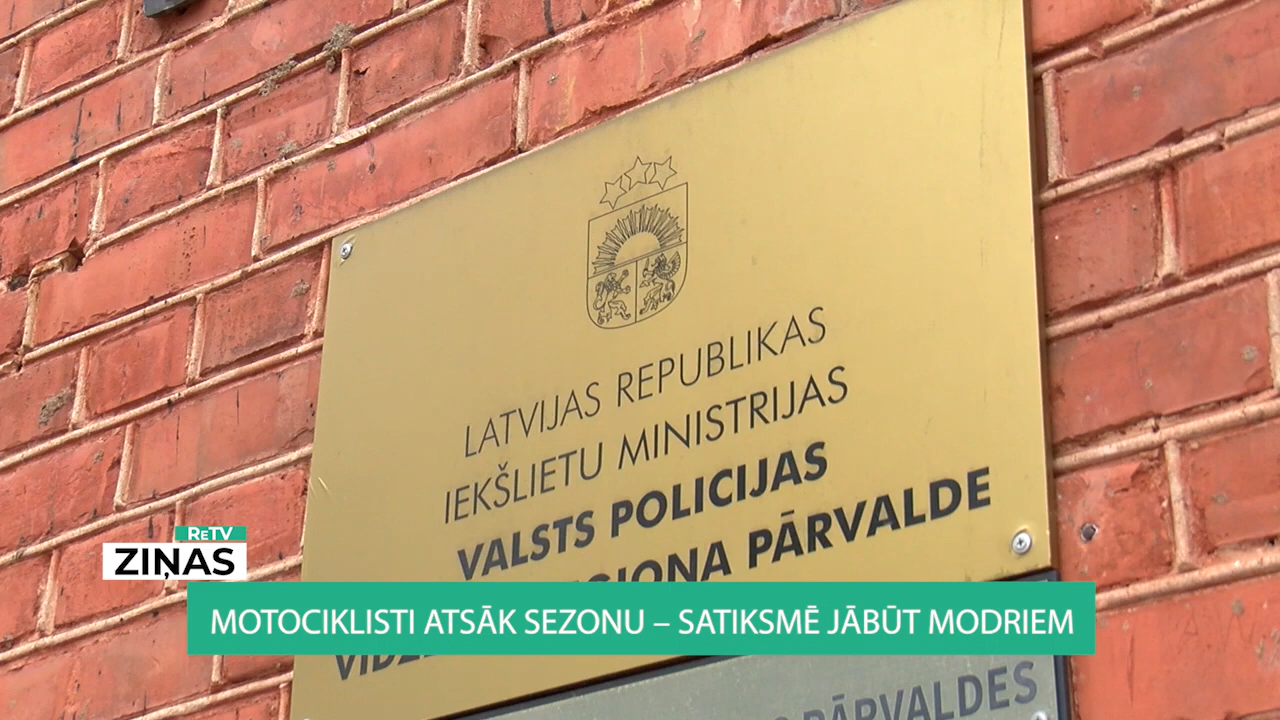 LATVIJAS REPUBLIKAS
IEKŠLIETU MINISTRIJAS
VALSTS POLICIJAS
PĀRVALDE
RETV
ZIŅAS
MOTOCIKLISTI ATSĀK SEZONU – SATIKSMĒ JĀBŪT MODRIEM
PĀRVALDES